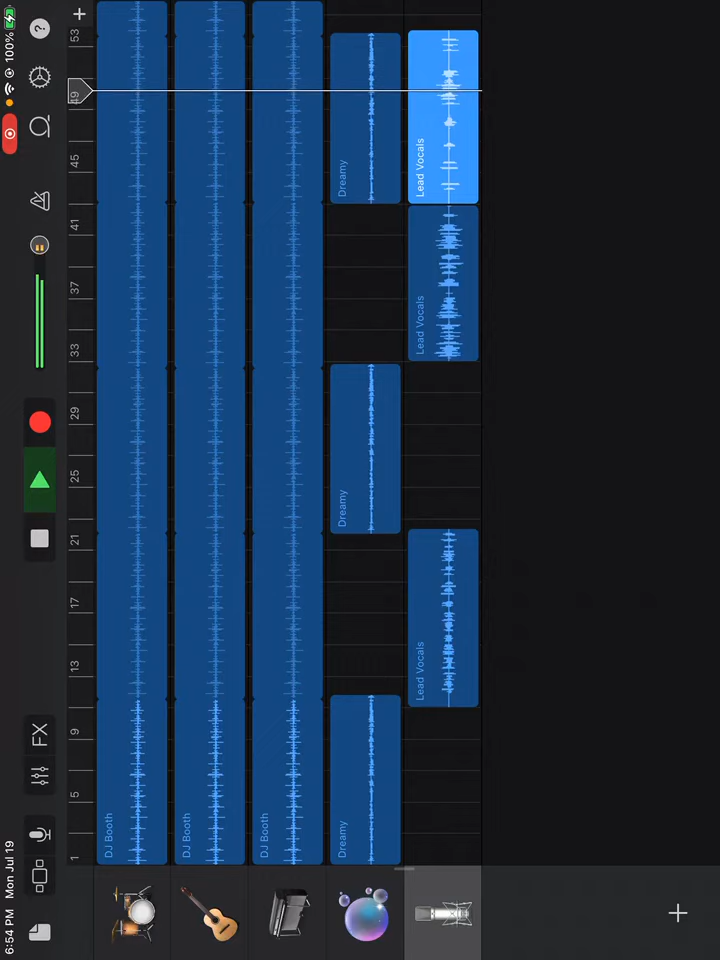 6:54 PM Mon Jul 19
100%
FX
?
1 5 9 13 17 21 25 29 33 37 41 45 49 53
+
DJ Booth
DJ Booth
DJ Booth
Dreamy Dreamy Dreamy
Lead Vocals Lead Vocals Lead Vocals
+